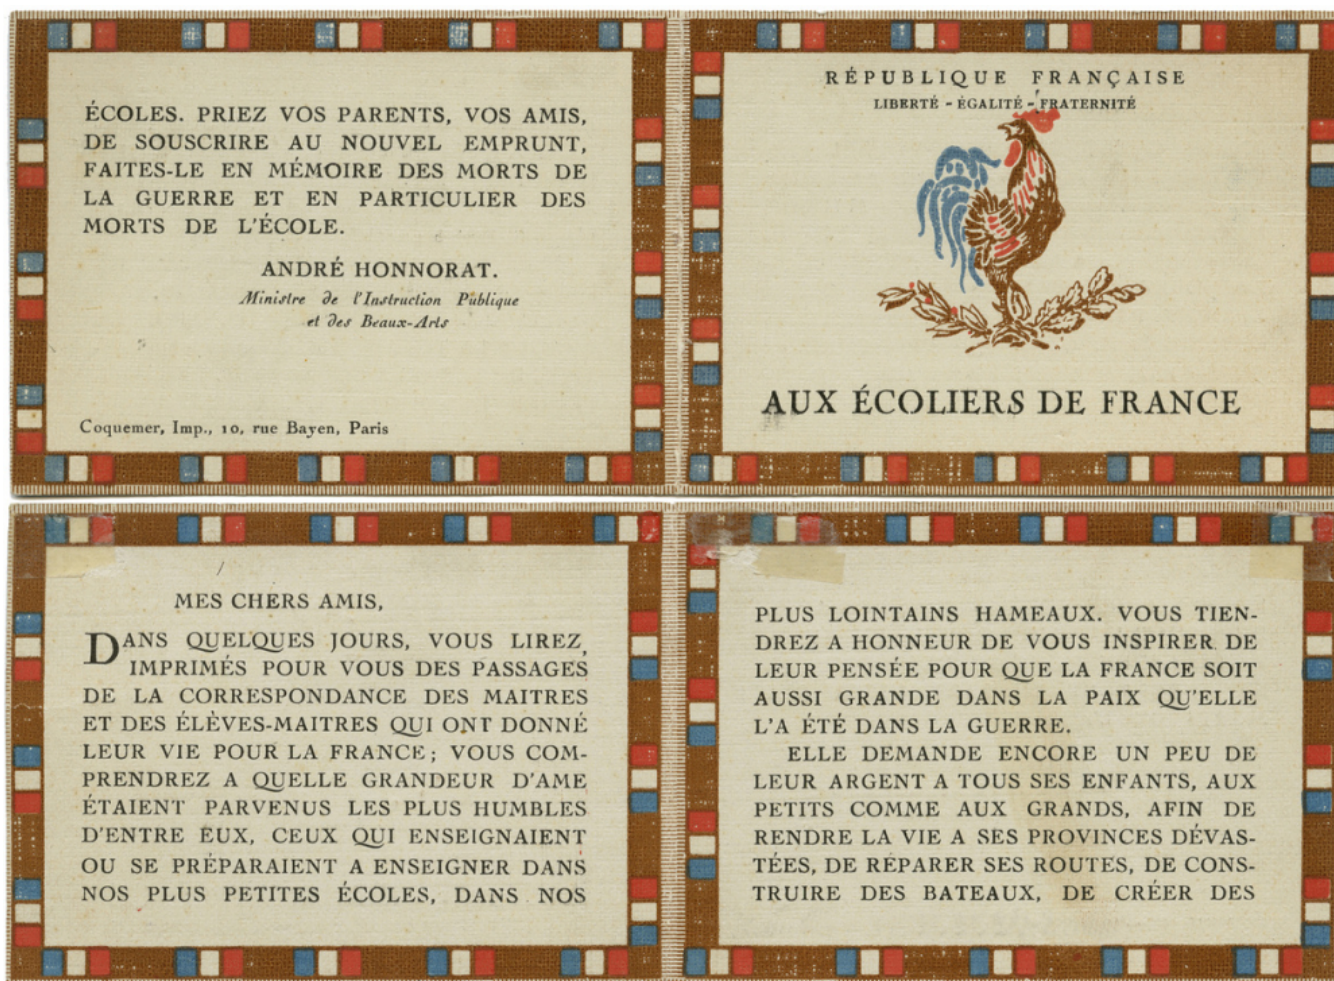 RÉPUBLIQUE FRANÇAISE
LIBERTÉ - ÉGALITÉ - FRATERNITÉ
AUX ÉCOLIERS DE FRANCE
MES CHERS AMIS,
DANS QUELQUES JOURS, VOUS LIREZ,
IMPRIMÉS POUR VOUS DES PASSAGES
DE LA CORRESPONDANCE DES MAITRES
ET DES ÉLÈVES-MAITRES QUI ONT DONNÉ
LEUR VIE POUR LA FRANCE; VOUS COM-
PRENDREZ A QUELLE GRANDEUR D'AME
ÉTAIENT PARVENUS LES PLUS HUMBLES
D'ENTRE EUX, CEUX QUI ENSEIGNAIENT
OU SE PRÉPARAIENT A ENSEIGNER DANS
NOS PLUS PETITES ÉCOLES, DANS NOS
PLUS LOINTAINS HAMEAUX. VOUS TIEN-
DREZ A HONNEUR DE VOUS INSPIRER DE
LEUR PENSÉE POUR QUE LA FRANCE SOIT
AUSSI GRANDE DANS LA PAIX QU'ELLE
L'A ÉTÉ DANS LA GUERRE.
ELLE DEMANDE ENCORE UN PEU DE
LEUR ARGENT A TOUS SES ENFANTS, AUX
PETITS COMME AUX GRANDS, AFIN DE
RENDRE LA VIE A SES PROVINCES DÉVAS-
TÉES, DE RÉPARER SES ROUTES, DE CONS-
TRUIRE DES BATEAUX, DE CRÉER DES
ÉCOLES. PRIEZ VOS PARENTS, VOS AMIS,
DE SOUSCRIRE AU NOUVEL EMPRUNT,
FAITES-LE EN MÉMOIRE DES MORTS DE
LA GUERRE ET EN PARTICULIER DES
MORTS DE L'ÉCOLE.
ANDRÉ HONNORAT.
Ministre de l'Instruction Publique
et des Beaux-Arts
Coquemer, Imp., 10, rue Bayen, Paris